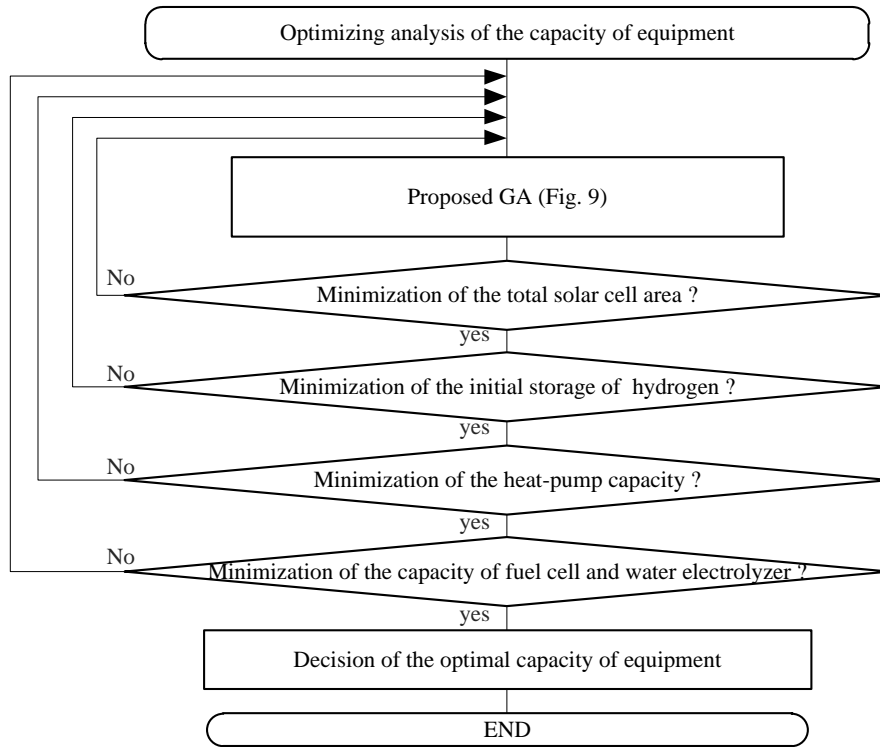 Optimizing analysis of the capacity of equipment
Proposed GA (Fig. 9)
No
Minimization of the total solar cell area ?
yes
No
Minimization of the initial storage of hydrogen ?
yes
No
Minimization of the heat-pump capacity ?
yes
No
Minimization of the capacity of fuel cell and water electrolyzer ?
yes
Decision of the optimal capacity of equipment
END